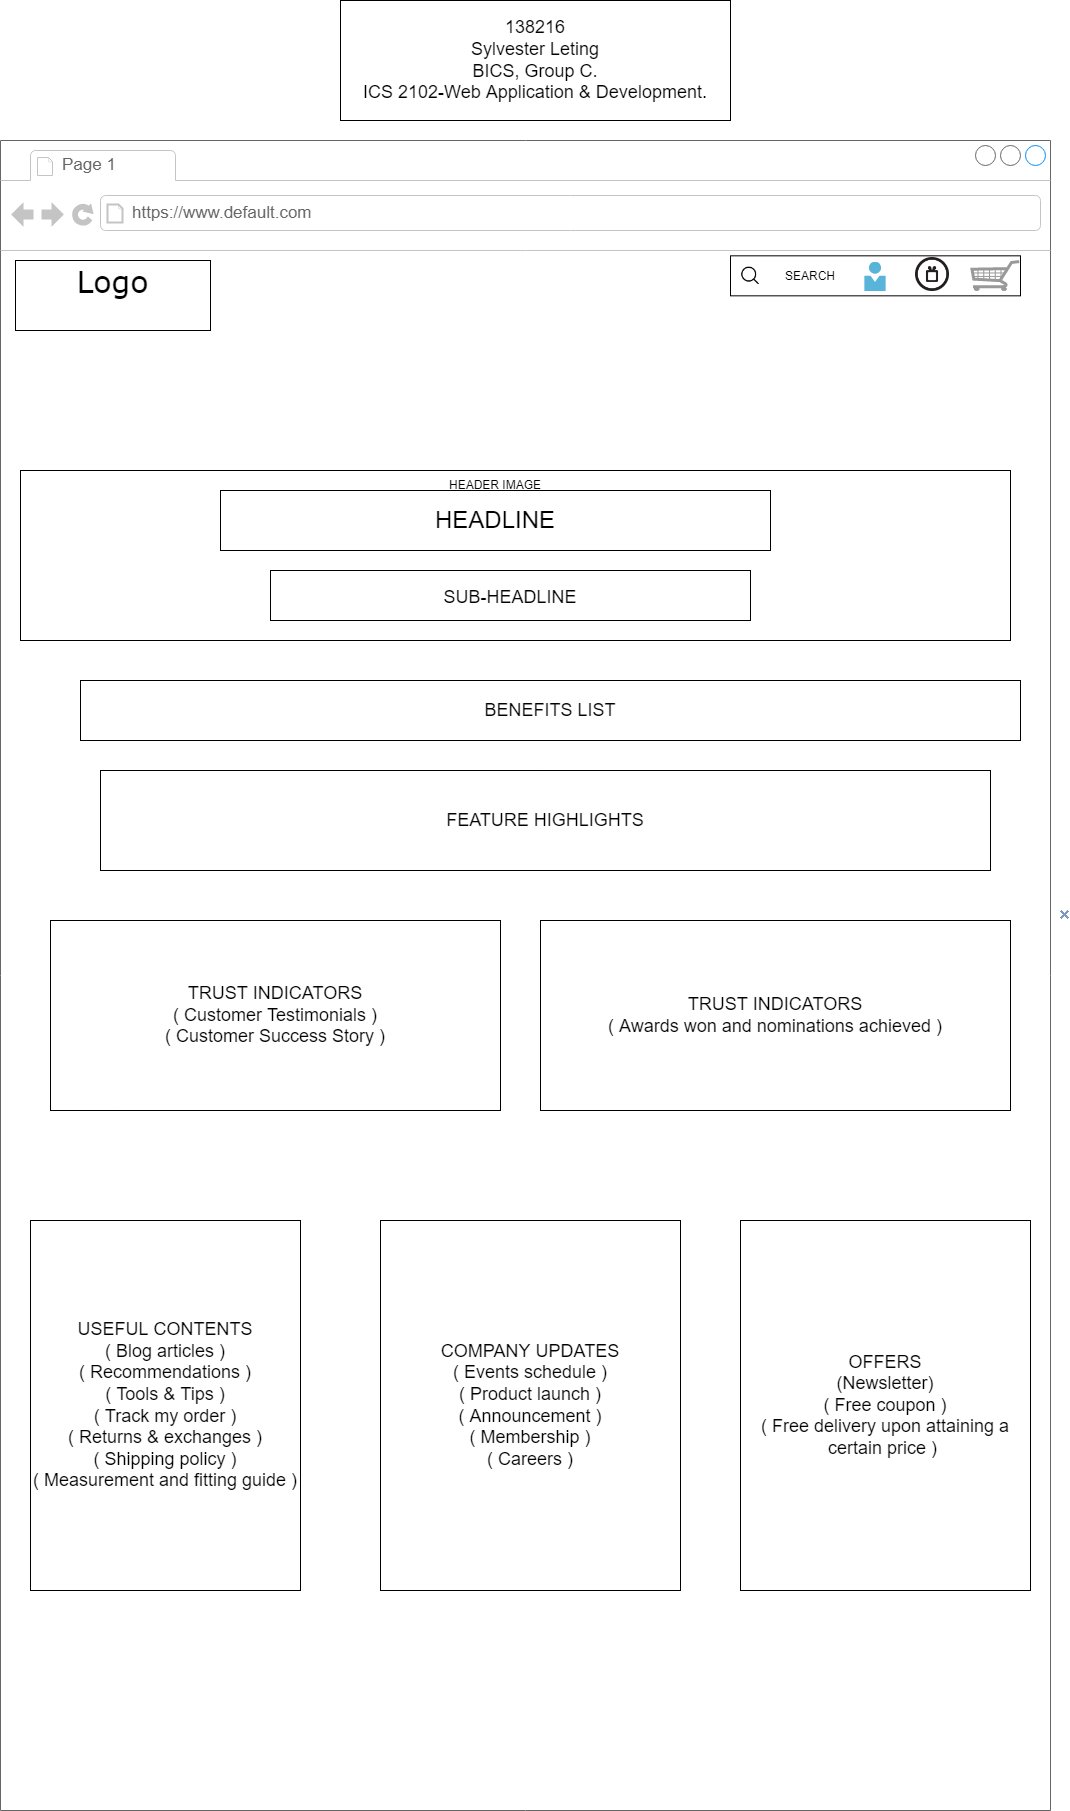 138216
Sylvester Leting
BICS, Group C.
ICS 2102-Web Application & Development.
Page 1
https://www.default.com
Logo
SEARCH
HEADER IMAGE
HEADLINE
SUB-HEADLINE
BENEFITS LIST
FEATURE HIGHLIGHTS
TRUST INDICATORS
( Customer Testimonials )
( Customer Success Story )
TRUST INDICATORS
( Awards won and nominations achieved )
USEFUL CONTENTS
( Blog articles )
( Recommendations )
( Tools & Tips )
( Track my order )
( Returns & exchanges )
( Shipping policy )
( Measurement and fitting guide )
COMPANY UPDATES
( Events schedule )
( Product launch )
( Announcement )
( Membership )
( Careers )
OFFERS
(Newsletter)
( Free coupon )
( Free delivery upon attaining a
certain price )